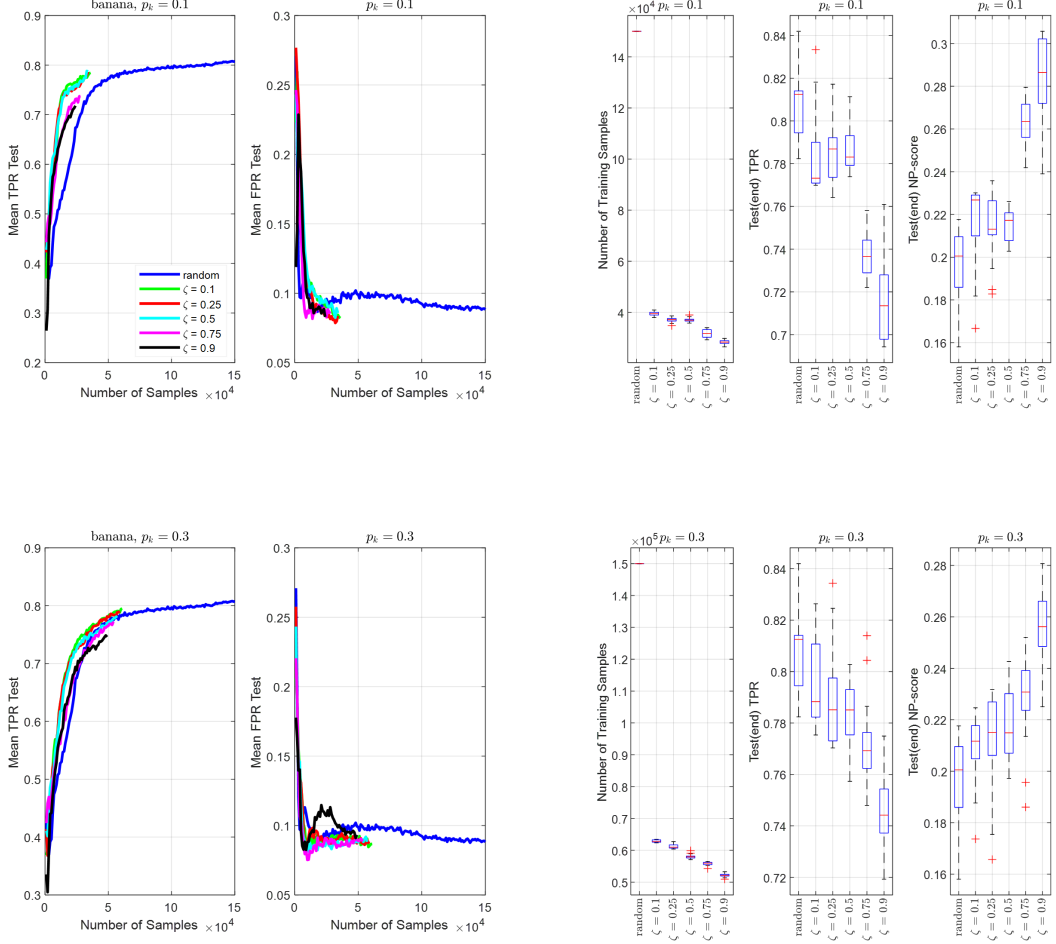 banana, p_k = 0.1
Mean TPR Test
0.9
0.8
0.7
0.6
0.5
0.4
0.3
0.2
random
ζ = 0.1
ζ = 0.25
ζ = 0.5
ζ = 0.75
ζ = 0.9
0 5 10 15
Number of Samples ×10^4
p_k = 0.1
Mean FPR Test
0.3
0.25
0.2
0.15
0.1
0.05
0 5 10 15
Number of Samples ×10^4
×10^4 p_k = 0.1
Number of Training Samples
14
12
10
8
6
4
random ζ = 0.1 ζ = 0.25 ζ = 0.5 ζ = 0.75 ζ = 0.9
p_k = 0.1
Test(end) TPR
0.84
0.82
0.8
0.78
0.76
0.74
0.72
0.7
random ζ = 0.1 ζ = 0.25 ζ = 0.5 ζ = 0.75 ζ = 0.9
p_k = 0.1
Test(end) NP-score
0.3
0.28
0.26
0.24
0.22
0.2
0.18
0.16
random ζ = 0.1 ζ = 0.25 ζ = 0.5 ζ = 0.75 ζ = 0.9
banana, p_k = 0.3
Mean TPR Test
0.9
0.8
0.7
0.6
0.5
0.4
0.3
0 5 10 15
Number of Samples ×10^4
p_k = 0.3
Mean FPR Test
0.3
0.25
0.2
0.15
0.1
0.05
0 5 10 15
Number of Samples ×10^4
×10^5 p_k = 0.3
Number of Training Samples
1.5
1.4
1.3
1.2
1.1
1
0.9
0.8
0.7
0.6
0.5
random ζ = 0.1 ζ = 0.25 ζ = 0.5 ζ = 0.75 ζ = 0.9
p_k = 0.3
Test(end) TPR
0.84
0.82
0.8
0.78
0.76
0.74
0.72
random ζ = 0.1 ζ = 0.25 ζ = 0.5 ζ = 0.75 ζ = 0.9
p_k = 0.3
Test(end) NP-score
0.28
0.26
0.24
0.22
0.2
0.18
0.16
random ζ = 0.1 ζ = 0.25 ζ = 0.5 ζ = 0.75 ζ = 0.9